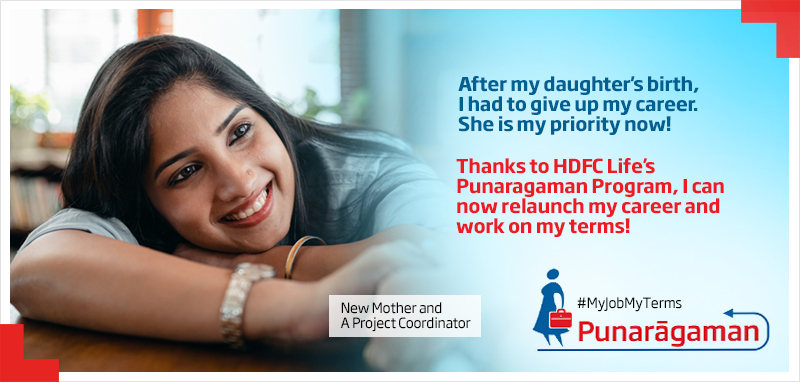 After my daughter's birth,
I had to give up my career.
She is my priority now!
Thanks to HDFC Life's
Punaragaman Program, I can
now relaunch my career and
work on my terms!
New Mother and
A Project Coordinator
#MyJobMyTerms
Punarāgaman